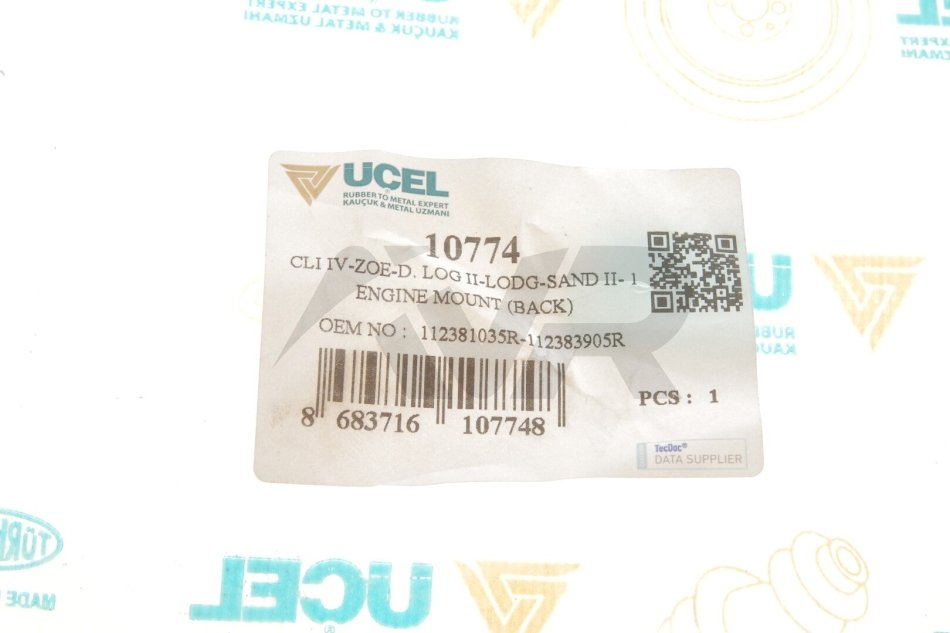 RUBBER TO METAL EXPERT
KAUÇUK & METAL UZMANI
UCEL
RUBBER TO METAL EXPERT
KAUÇUK & METAL UZMANI
10774
CLI IV-ZOE-D. LOG II-LODG-SAND II- 1
ENGINE MOUNT (BACK)
OEM NO : 112381035R-112383905R
PCS : 1
8 683716 107748
TecDoc®
DATA SUPPLIER
UCEL
MADE